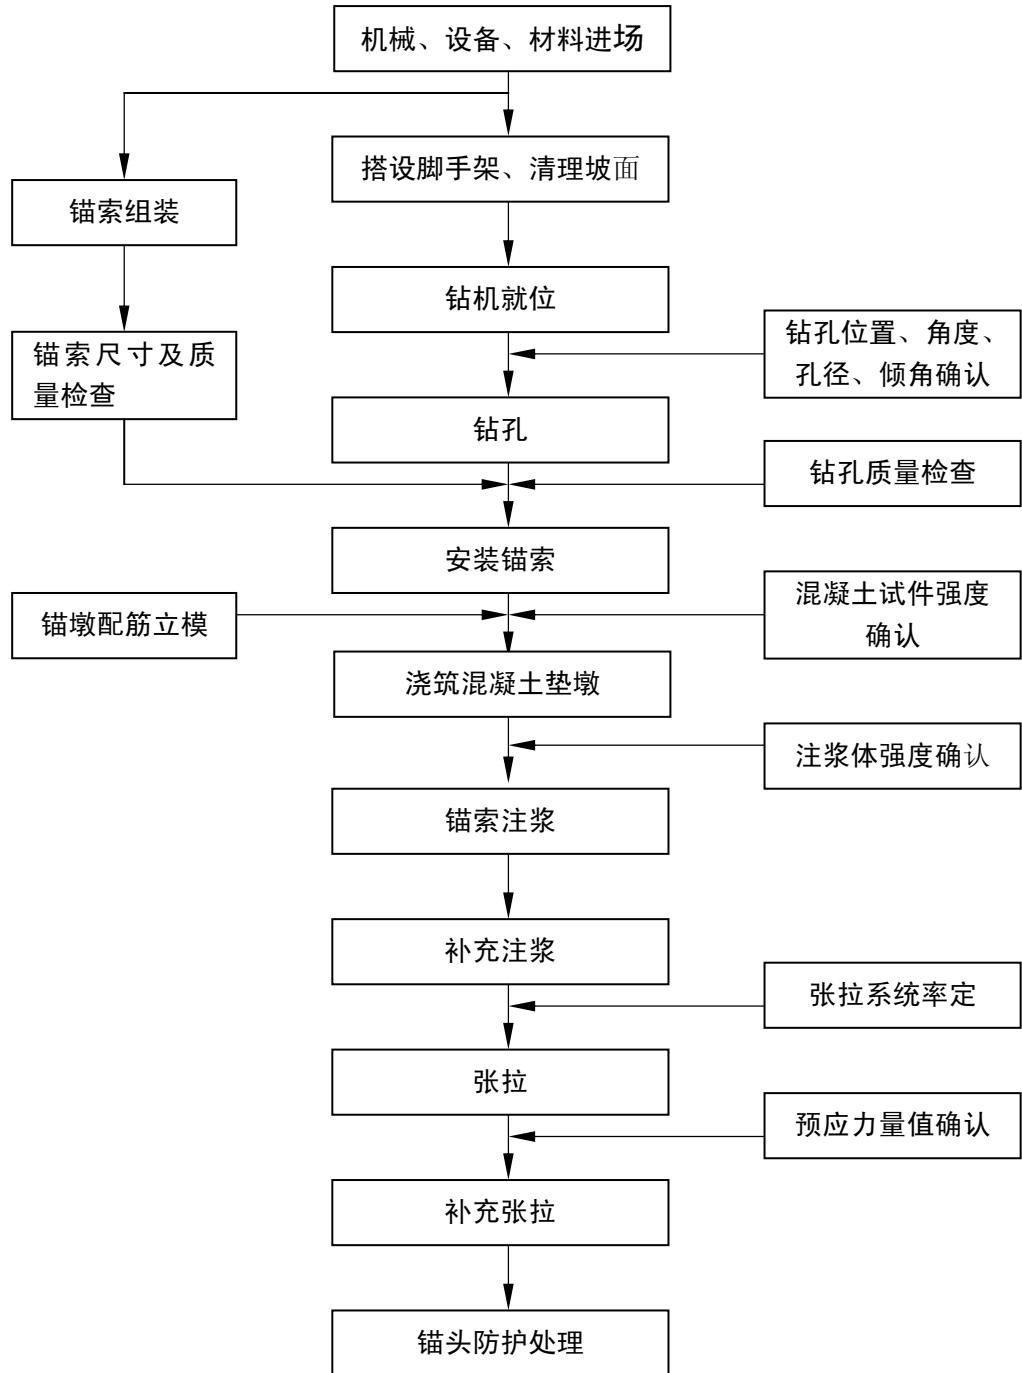 机械、设备、材料进场
搭设脚手架、清理坡面
锚索组装
钻机就位
钻孔位置、角度、
孔径、倾角确认
锚索尺寸及质
量检查
钻孔
钻孔质量检查
安装锚索
混凝土试件强度
确认
锚墩配筋立模
浇筑混凝土垫墩
注浆体强度确认
锚索注浆
补充注浆
张拉系统率定
张拉
预应力量值确认
补充张拉
锚头防护处理